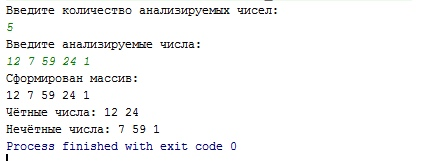 Введите количество анализируемых чисел:
5
Введите анализируемые числа:
12 7 59 24 1
Сформирован массив:
12 7 59 24 1
Чётные числа: 12 24
Нечётные числа: 7 59 1
Process finished with exit code 0